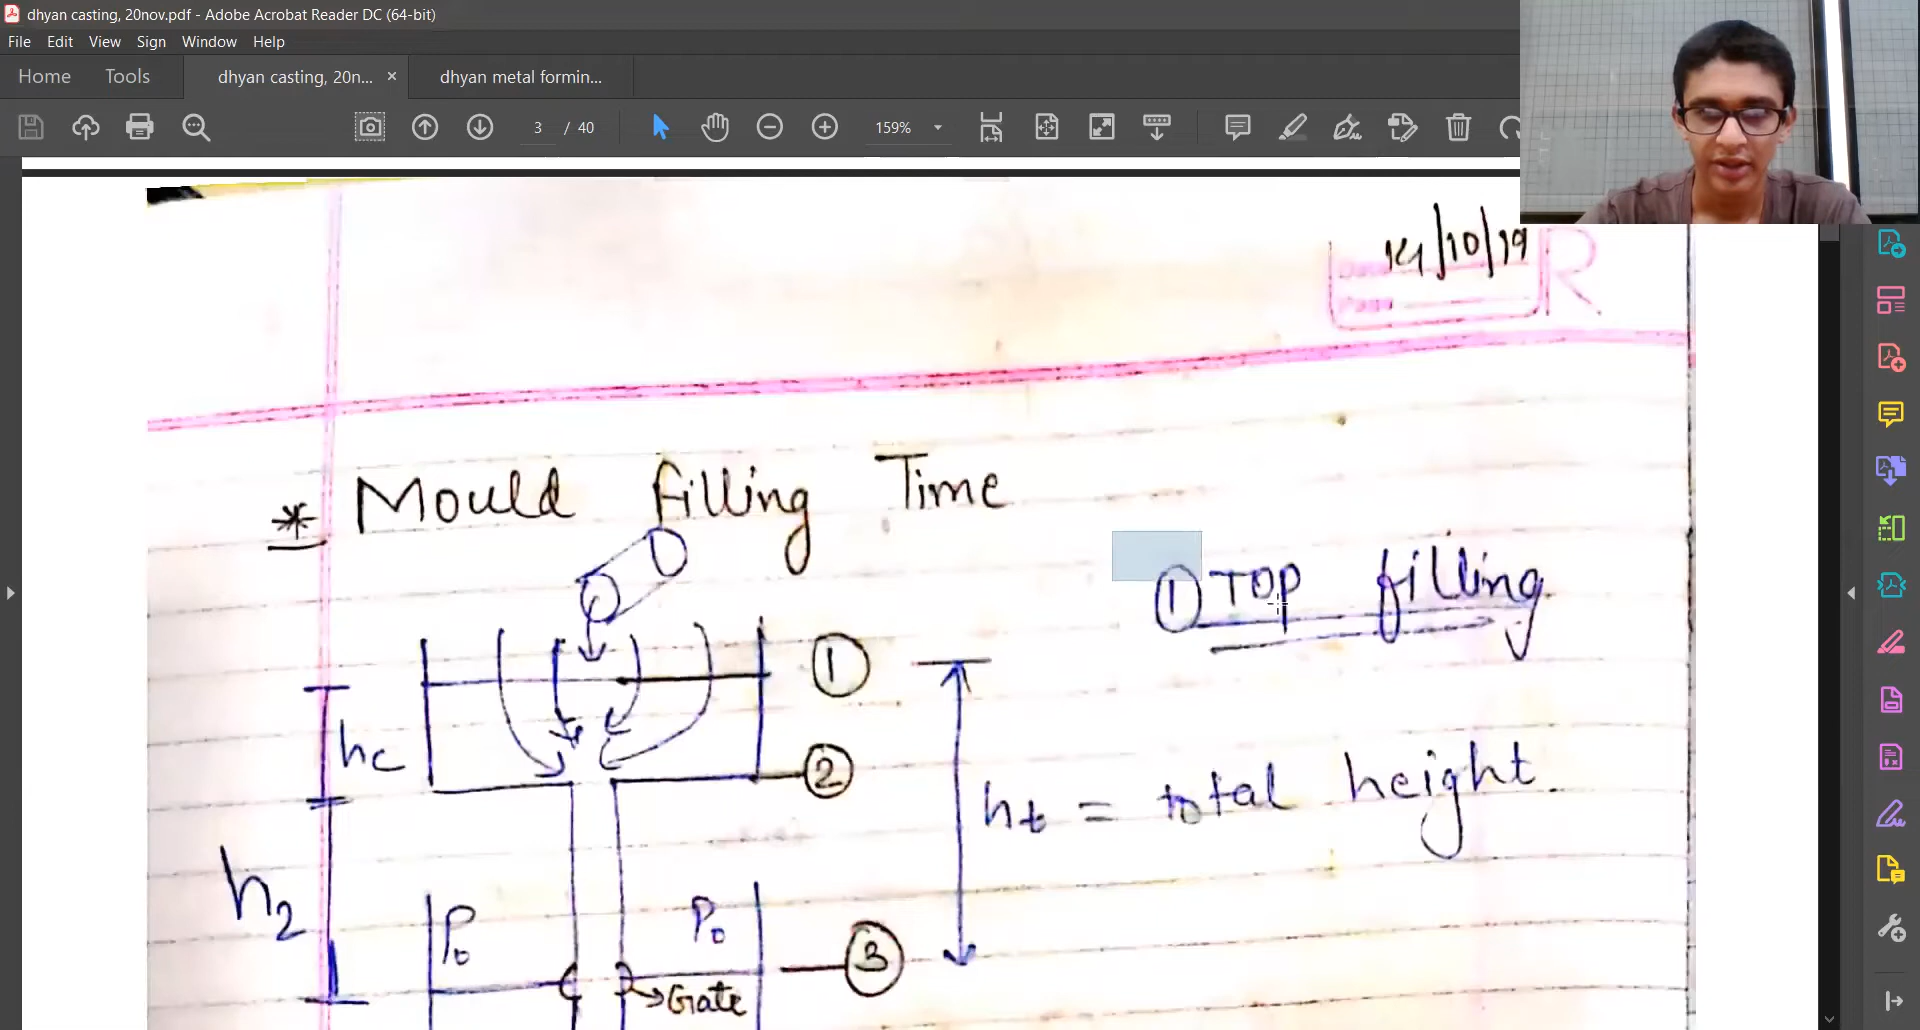 dhyan casting, 20nov.pdf - Adobe Acrobat Reader DC (64-bit)
File Edit View Sign Window Help
Home Tools dhyan casting, 20n... × dhyan metal formin...
3 / 40 159%
14/10/19
R
* Mould filling Time
① TOP filling
①
hc
②
ht = total height.
h2
Po Po
③
Gate